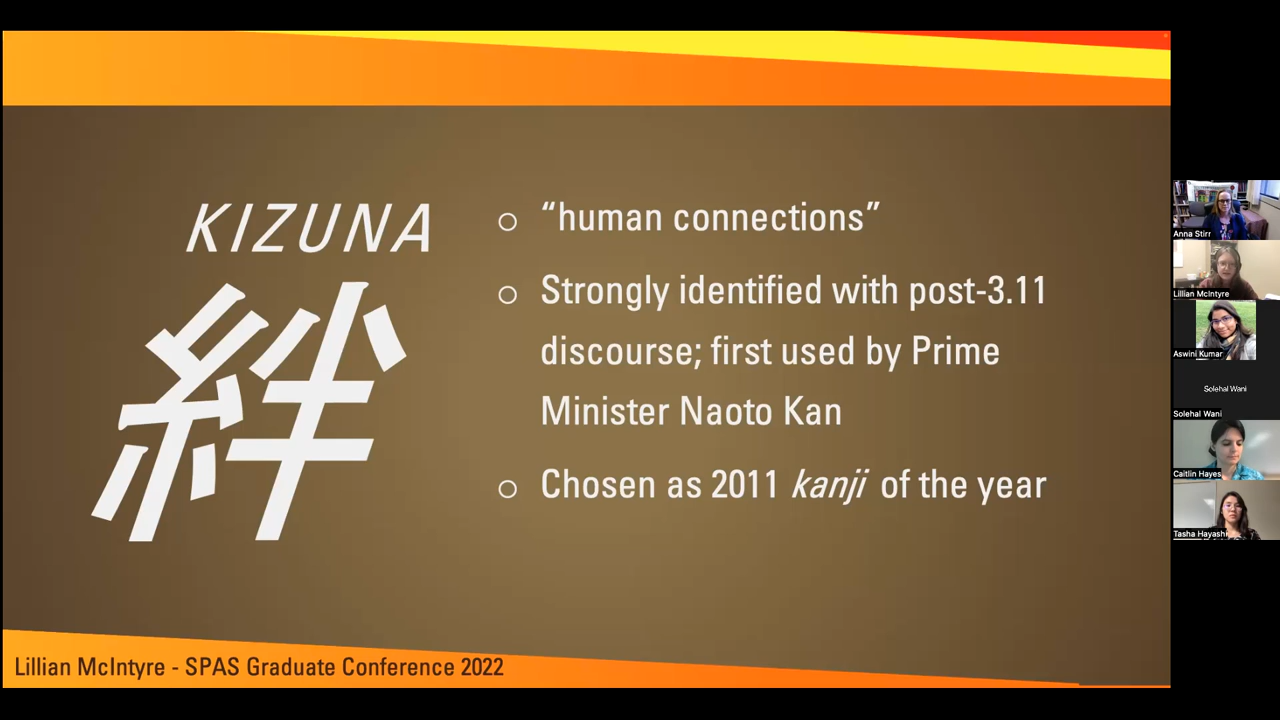 KIZUNA
絆
“human connections”
Strongly identified with post-3.11
discourse; first used by Prime
Minister Naoto Kan
Chosen as 2011 kanji of the year
Lillian McIntyre - SPAS Graduate Conference 2022
Anna Stirr
Lillian McIntyre
Aswini Kumar
Solehal Wani
Solehal Wani
Caitlin Hayes
Tasha Hayashi